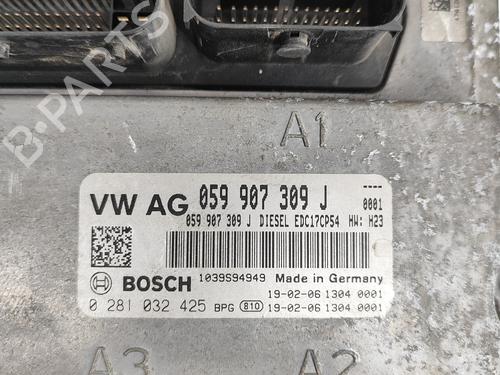 A1
VW AG 059 907 309 J 0001
059 907 309 J DIESEL EDC17CP54 HW: H23
BOSCH 1039S94949 Made in Germany
0 281 032 425 BPG 810 19-02-06 1304 0001
19-02-06 1304 0001
A3 A2
B-PARTS